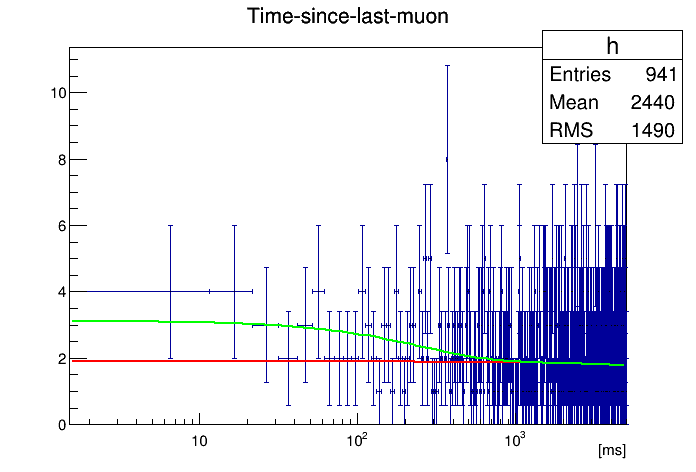 Time-since-last-muon
h
Entries 941
Mean 2440
RMS 1490
10
8
6
4
2
0
10 10² 10³
[ms]